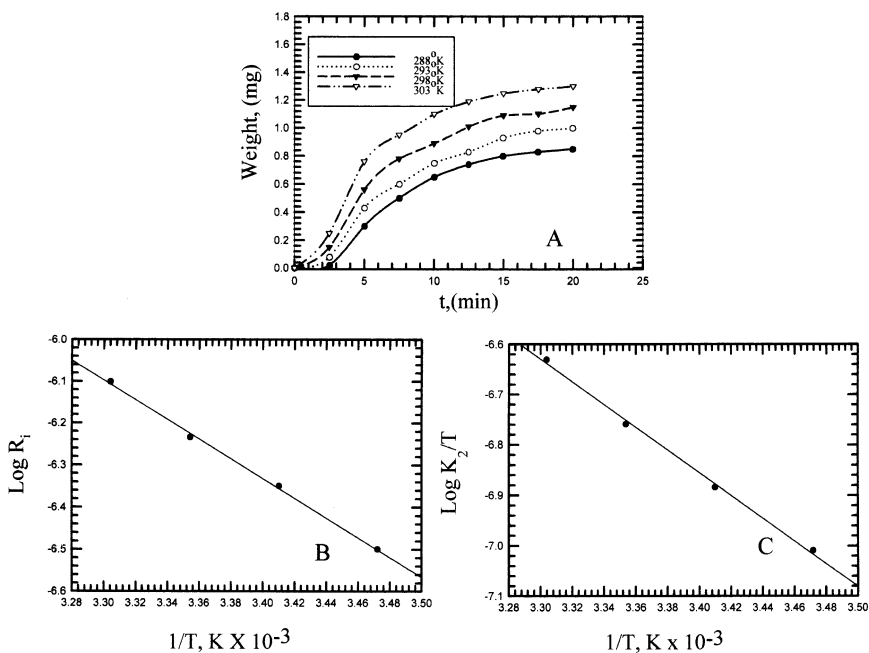 1.8
1.6
1.4
1.2
1.0
0.8
0.6
0.4
0.2
0.0
Weight, (mg)
288°K
293°K
298°K
303°K
A
0 5 10 15 20 25
t,(min)
-6.0
-6.1
-6.2
-6.3
-6.4
-6.5
-6.6
Log Ri
B
3.28 3.30 3.32 3.34 3.36 3.38 3.40 3.42 3.44 3.46 3.48 3.50
1/T, K X 10-3
-6.6
-6.7
-6.8
-6.9
-7.0
-7.1
Log K2/T
C
3.28 3.30 3.32 3.34 3.36 3.38 3.40 3.42 3.44 3.46 3.48 3.50
1/T, K x 10-3